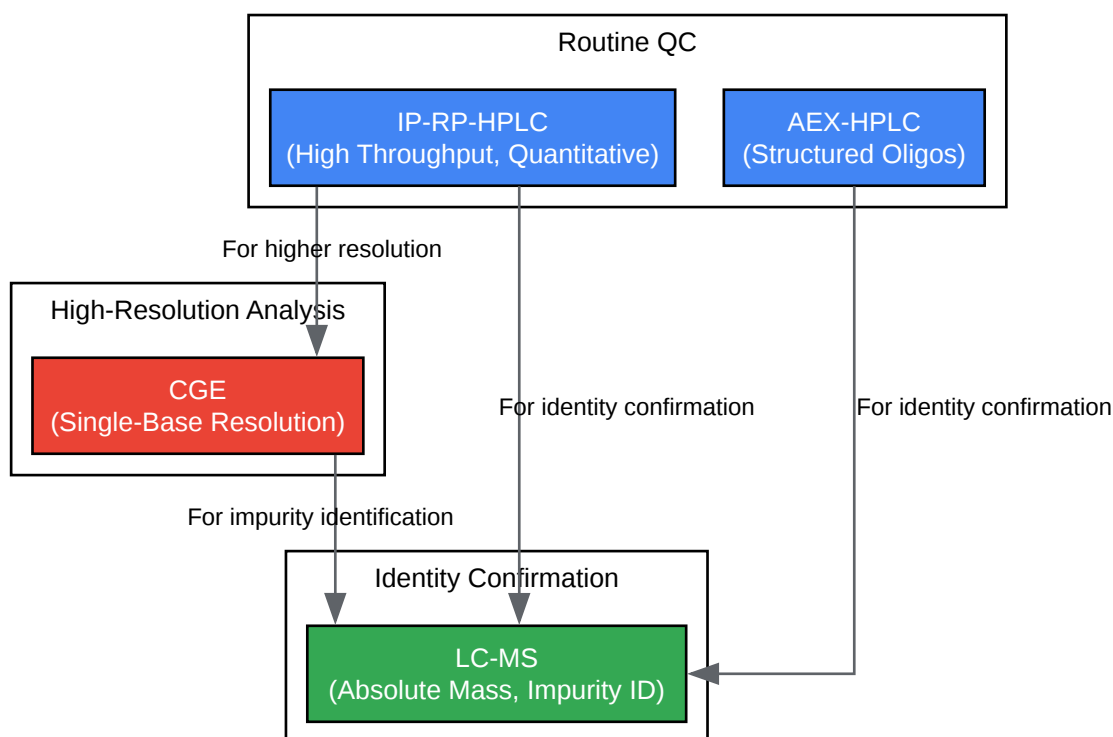 Routine QC
IP-RP-HPLC
(High Throughput, Quantitative)
AEX-HPLC
(Structured Oligos)
For higher resolution
High-Resolution Analysis
CGE
(Single-Base Resolution)
For identity confirmation
For identity confirmation
For impurity identification
Identity Confirmation
LC-MS
(Absolute Mass, Impurity ID)